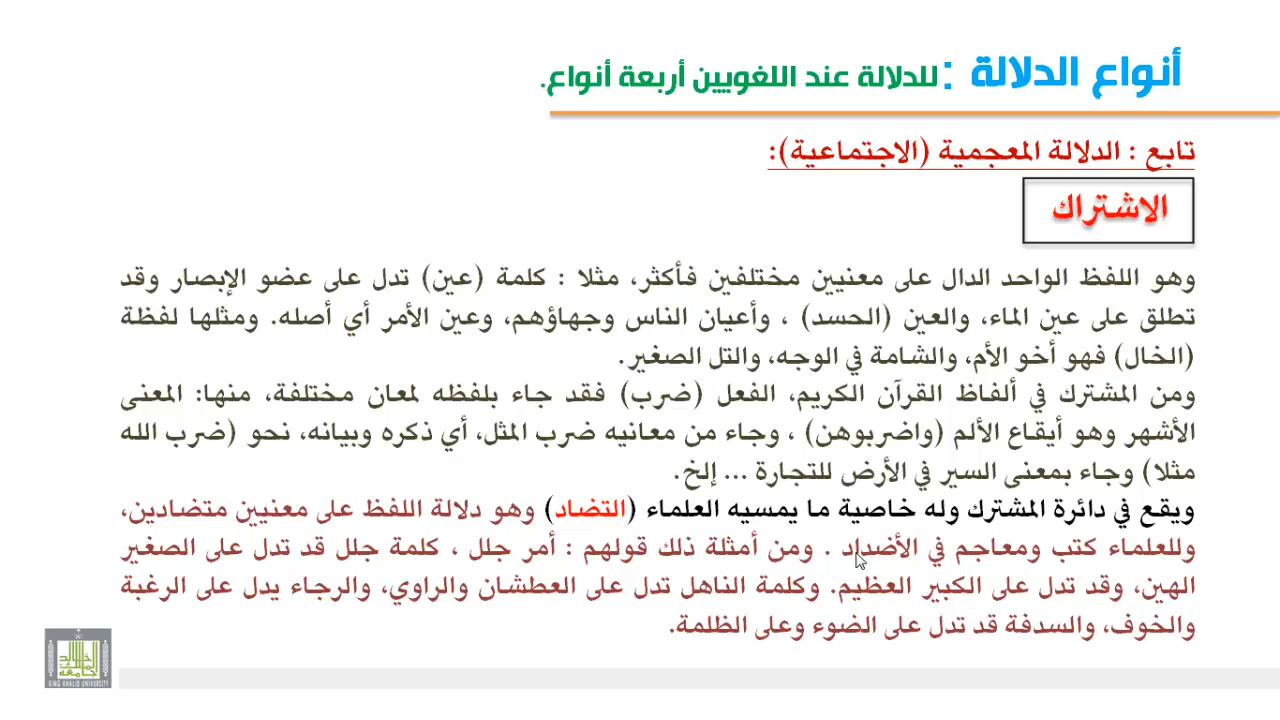 أنواع الدلالة : للدلالة عند اللغويين أربعة أنواع.
تابع : الدلالة المعجمية (الاجتماعية):
الاشتراك
وهو اللفظ الواحد الدال على معنيين مختلفين فأكثر، مثلا : كلمة (عين) تدل على عضو الإبصار وقد
تطلق على عين الماء، والعين (الحسد) ، وأعيان الناس وجهاؤهم، وعين الأمر أي أصله. ومثلها لفظة
(الخال) فهو أخو الأم، والشامة في الوجه، والتل الصغير.
ومن المشترك في ألفاظ القرآن الكريم، الفعل (ضرب) فقد جاء بلفظه لمعان مختلفة، منها: المعنى
الأشهر وهو أيقاع الألم (واضربوهن) ، وجاء من معانيه ضرب المثل، أي ذكره وبيانه، نحو (ضرب الله
مثلا) وجاء بمعنى السير في الأرض للتجارة ... إلخ.
ويقع في دائرة المشترك وله خاصية ما يمسيه العلماء (التضاد) وهو دلالة اللفظ على معنيين متضادين،
وللعلماء كتب ومعاجم في الأضداد . ومن أمثلة ذلك قولهم : أمر جلل ، كلمة جلل قد تدل على الصغير
الهين، وقد تدل على الكبير العظيم. وكلمة الناهل تدل على العطشان والراوي، والرجاء يدل على الرغبة
والخوف، والسدفة قد تدل على الضوء وعلى الظلمة.
جامعة الملك خالد
KING KHALID UNIVERSITY